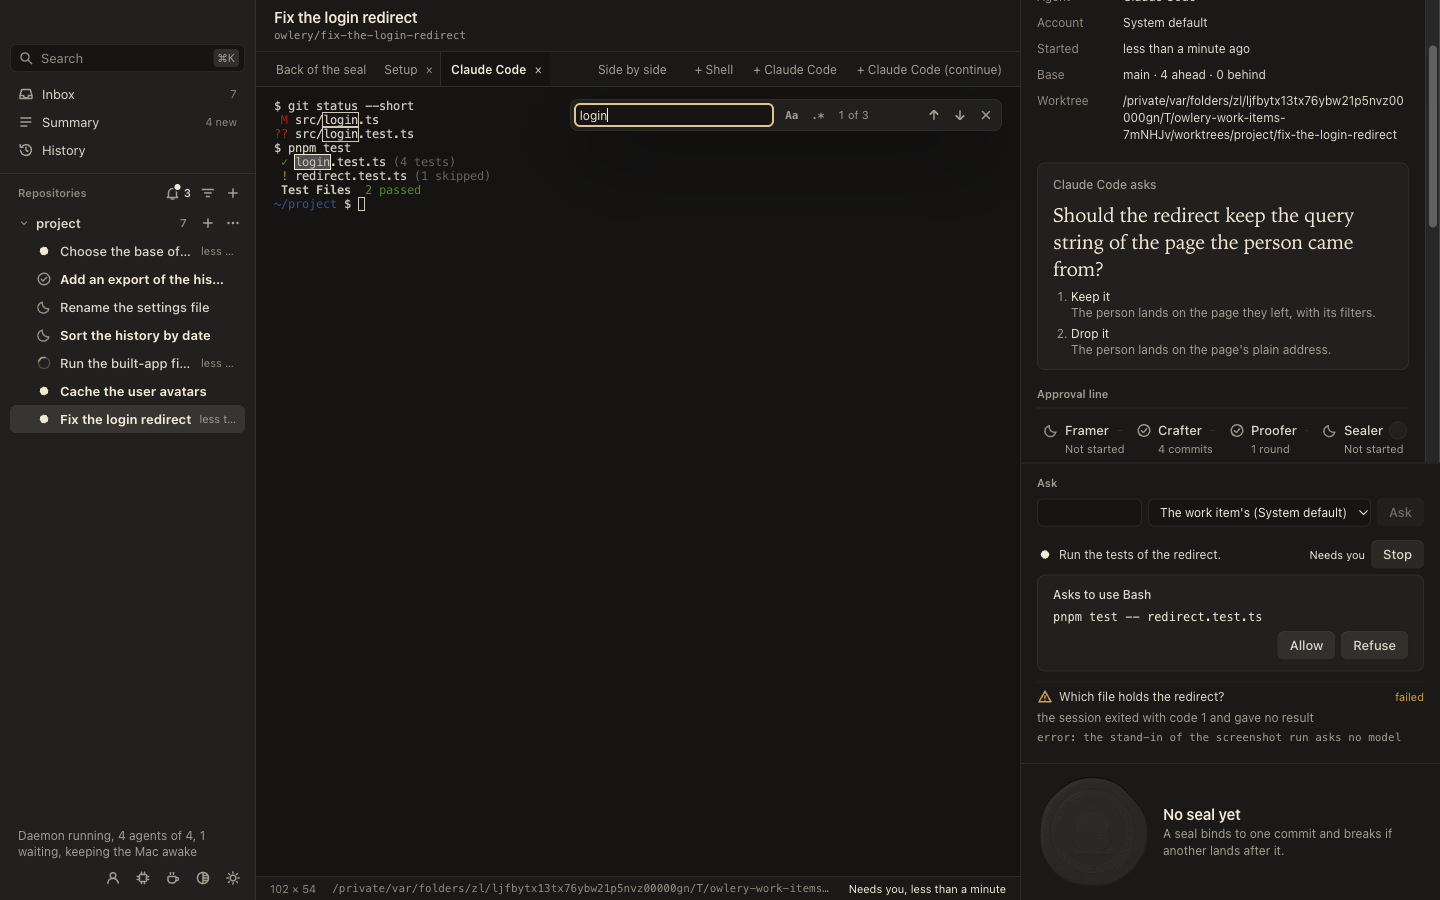 Search ⌘K
Inbox 7
Summary 4 new
History
Repositories 3
project 7
Choose the base of... less ...
Add an export of the his...
Rename the settings file
Sort the history by date
Run the built-app fi... less ...
Cache the user avatars
Fix the login redirect less t...
Daemon running, 4 agents of 4, 1
waiting, keeping the Mac awake
Fix the login redirect
owlery/fix-the-login-redirect
Back of the seal Setup × Claude Code × Side by side + Shell + Claude Code + Claude Code (continue)
login Aa .* 1 of 3
$ git status --short
M src/login.ts
?? src/login.test.ts
$ pnpm test
✓ login.test.ts (4 tests)
! redirect.test.ts (1 skipped)
Test Files 2 passed
~/project $
102 × 54 /private/var/folders/zl/ljfbytx13tx76ybw21p5nvz00000gn/T/owlery-work-items… Needs you, less than a minute
Account System default
Started less than a minute ago
Base main · 4 ahead · 0 behind
Worktree /private/var/folders/zl/ljfbytx13tx76ybw21p5nvz00
000gn/T/owlery-work-items-
7mNHJv/worktrees/project/fix-the-login-redirect
Claude Code asks
Should the redirect keep the query
string of the page the person came
from?
1. Keep it
The person lands on the page they left, with its filters.
2. Drop it
The person lands on the page's plain address.
Approval line
Framer Crafter Proofer Sealer
Not started 4 commits 1 round Not started
Ask
The work item's (System default) Ask
Run the tests of the redirect. Needs you Stop
Asks to use Bash
pnpm test -- redirect.test.ts
Allow Refuse
Which file holds the redirect? failed
the session exited with code 1 and gave no result
error: the stand-in of the screenshot run asks no model
No seal yet
A seal binds to one commit and breaks if
another lands after it.